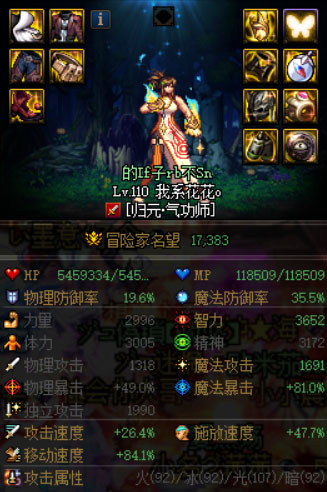 的If子rb不Sn
Lv.110 我系花花。
[归元·气功师]
冒险家名望 17,383
HP 5459334/545...
MP 118509/118509
物理防御率 19.6%
魔法防御率 35.5%
力量 2996
智力 3652
体力 3005
精神 3172
物理攻击 1318
魔法攻击 1691
物理暴击 +49.0%
魔法暴击 +81.0%
独立攻击 1990
攻击速度 +26.4%
施放速度 +47.7%
移动速度 +84.1%
攻击属性 火(92)/冰(92)/光(107)/暗(92)